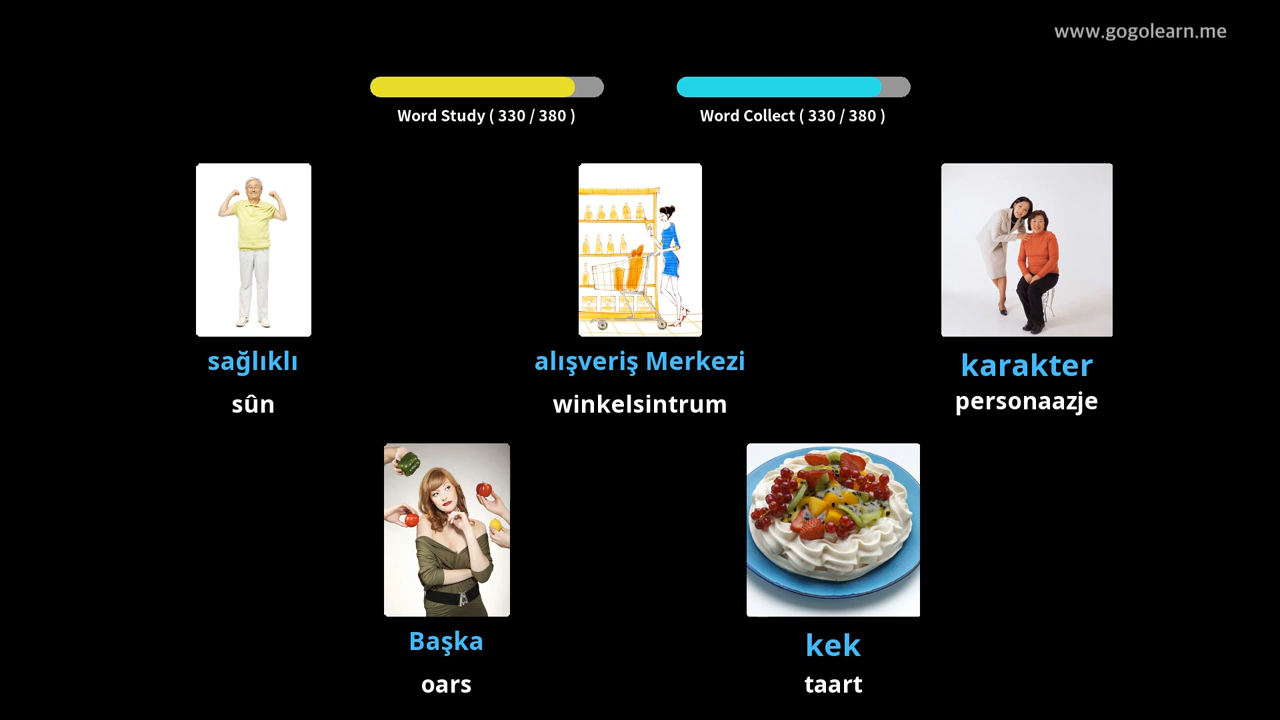 www.gogolearn.me
Word Study ( 330 / 380 )
Word Collect ( 330 / 380 )
sağlıklı
sûn
alışveriş Merkezi
winkelsintrum
karakter
personaazje
Başka
oars
kek
taart